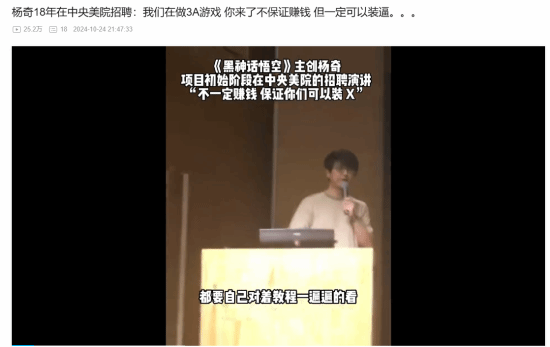 杨奇18年在中央美院招聘：我们在做3A游戏 你来了不保证赚钱 但一定可以装逼。。。
25.2万 18 2024-10-24 21:47:33
《黑神话悟空》主创杨奇
项目初始阶段在中央美院的招聘演讲
“不一定赚钱 保证你们可以装 X”
都要自己对着教程一遍遍的看